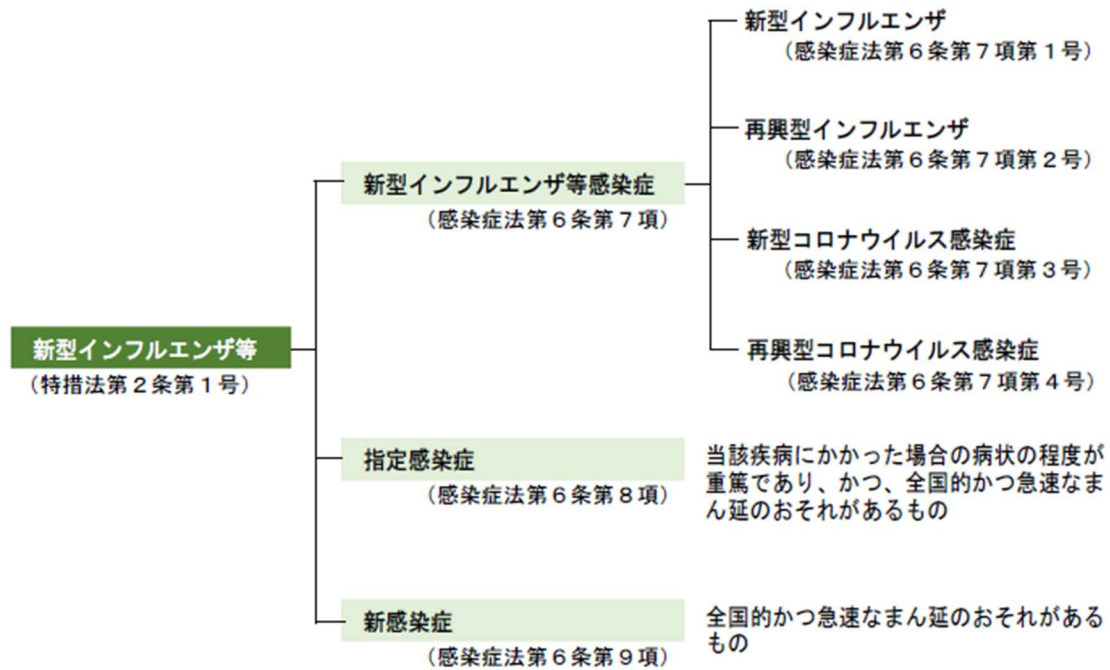 新型インフルエンザ
（感染症法第６条第７項第１号）
再興型インフルエンザ
（感染症法第６条第７項第２号）
新型インフルエンザ等感染症
（感染症法第６条第７項）
新型コロナウイルス感染症
（感染症法第６条第７項第３号）
再興型コロナウイルス感染症
（感染症法第６条第７項第４号）
新型インフルエンザ等
（特措法第２条第１号）
指定感染症
（感染症法第６条第８項）
当該疾病にかかった場合の病状の程度が
重篤であり、かつ、全国的かつ急速なま
ん延のおそれがあるもの
新感染症
（感染症法第６条第９項）
全国的かつ急速なまん延のおそれがある
もの